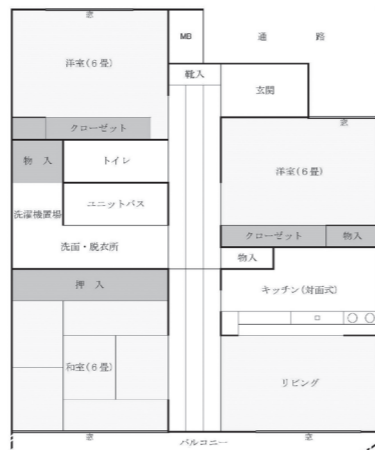 窓
MB
通 路
洋室(6畳)
靴入
玄関
窓
クローゼット
物 入
トイレ
洋室(6畳)
ユニットバス
洗濯機置場
クローゼット
物入
洗面・脱衣所
物入
押 入
キッチン(対面式)
和室(6畳)
リビング
窓
バルコニー
窓